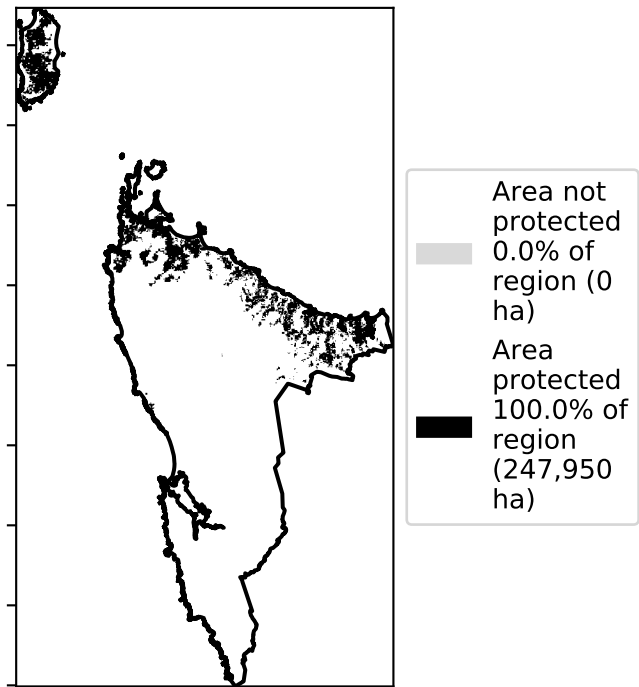 Area not
protected
0.0% of
region (0
ha)
Area
protected
100.0% of
region
(247,950
ha)